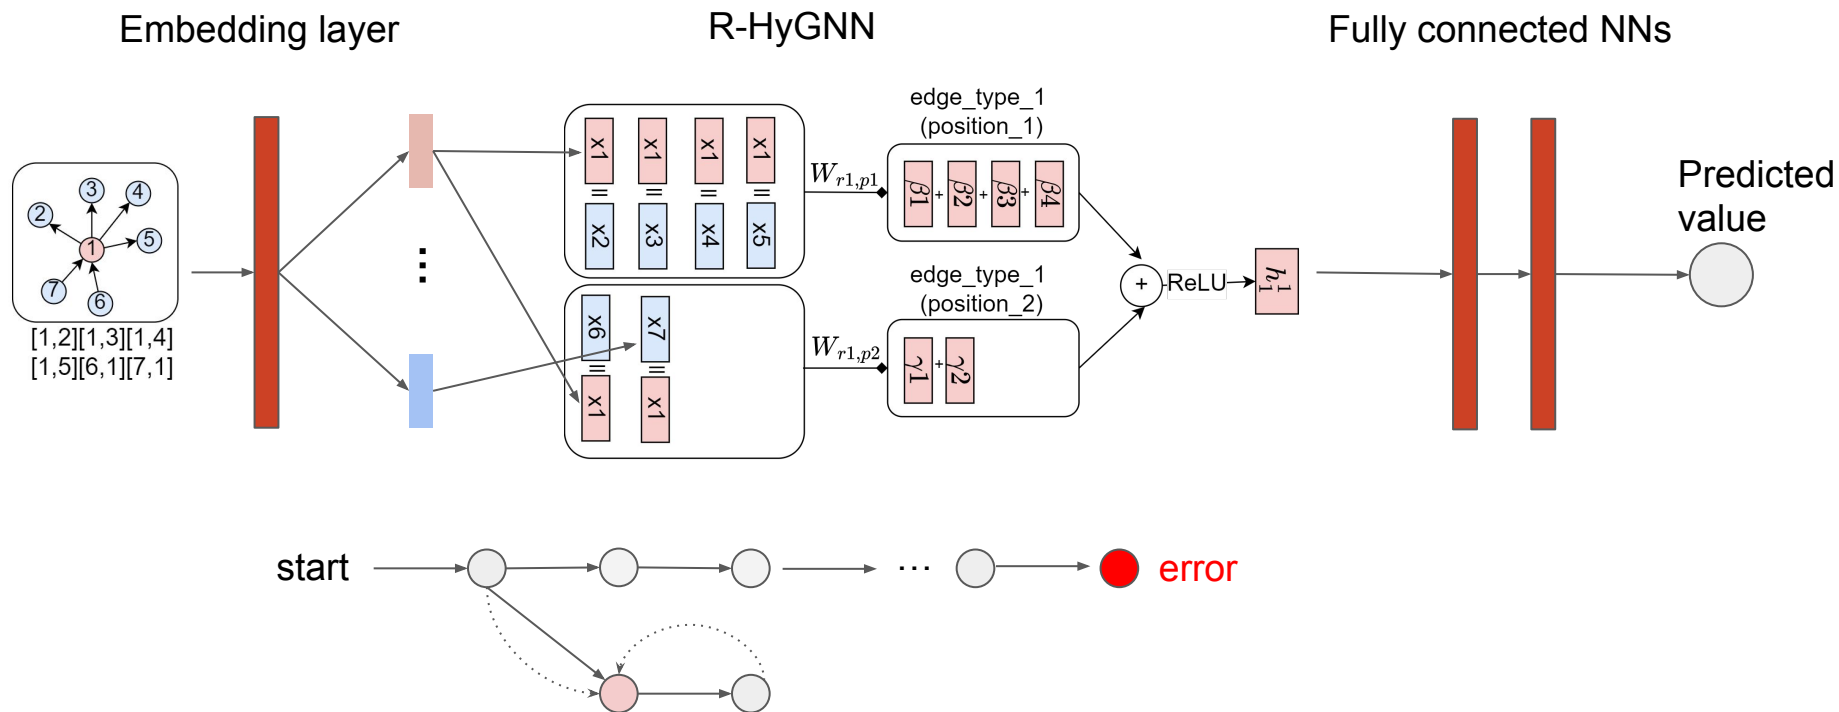 Embedding layer
R-HyGNN
Fully connected NNs
3
4
2
1
5
7
6
[1,2][1,3][1,4]
[1,5][6,1][7,1]
⋮
x1 x1 x1 x1
|| || || ||
x2 x3 x4 x5
x6 x7
|| ||
x1 x1
W_{r1,p1}
W_{r1,p2}
edge_type_1
(position_1)
β1 + β2 + β3 + β4
edge_type_1
(position_2)
γ1 + γ2
+
ReLU
h_1^1
Predicted
value
start
...
error